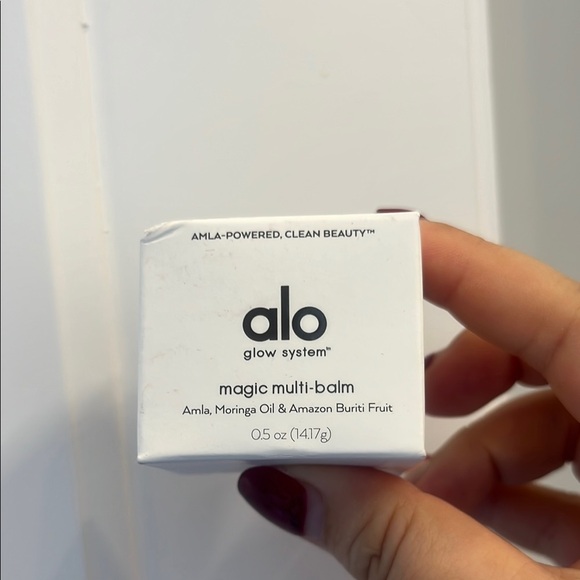 AMLA-POWERED, CLEAN BEAUTY™
alo
glow system™
magic multi-balm
Amla, Moringa Oil & Amazon Buriti Fruit
0.5 oz (14.17g)